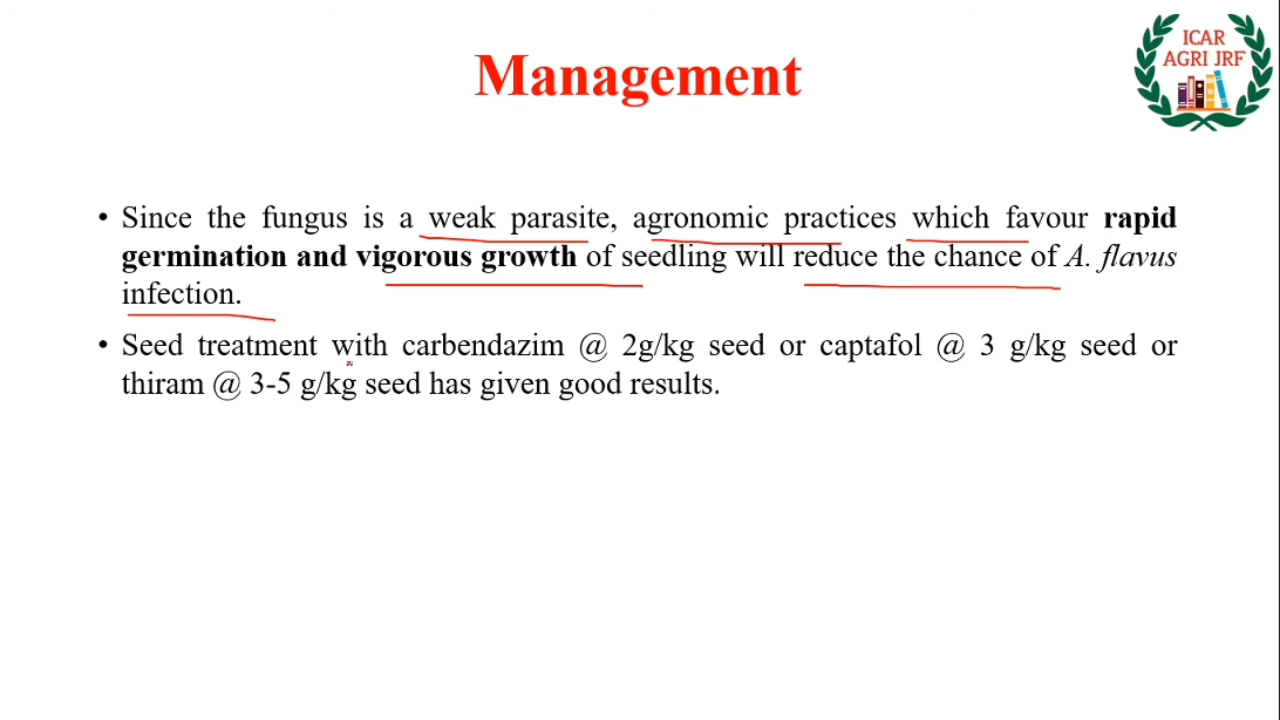 Management
ICAR
AGRI JRF
• Since the fungus is a weak parasite, agronomic practices which favour rapid
germination and vigorous growth of seedling will reduce the chance of A. flavus
infection.
• Seed treatment with carbendazim @ 2g/kg seed or captafol @ 3 g/kg seed or
thiram @ 3-5 g/kg seed has given good results.